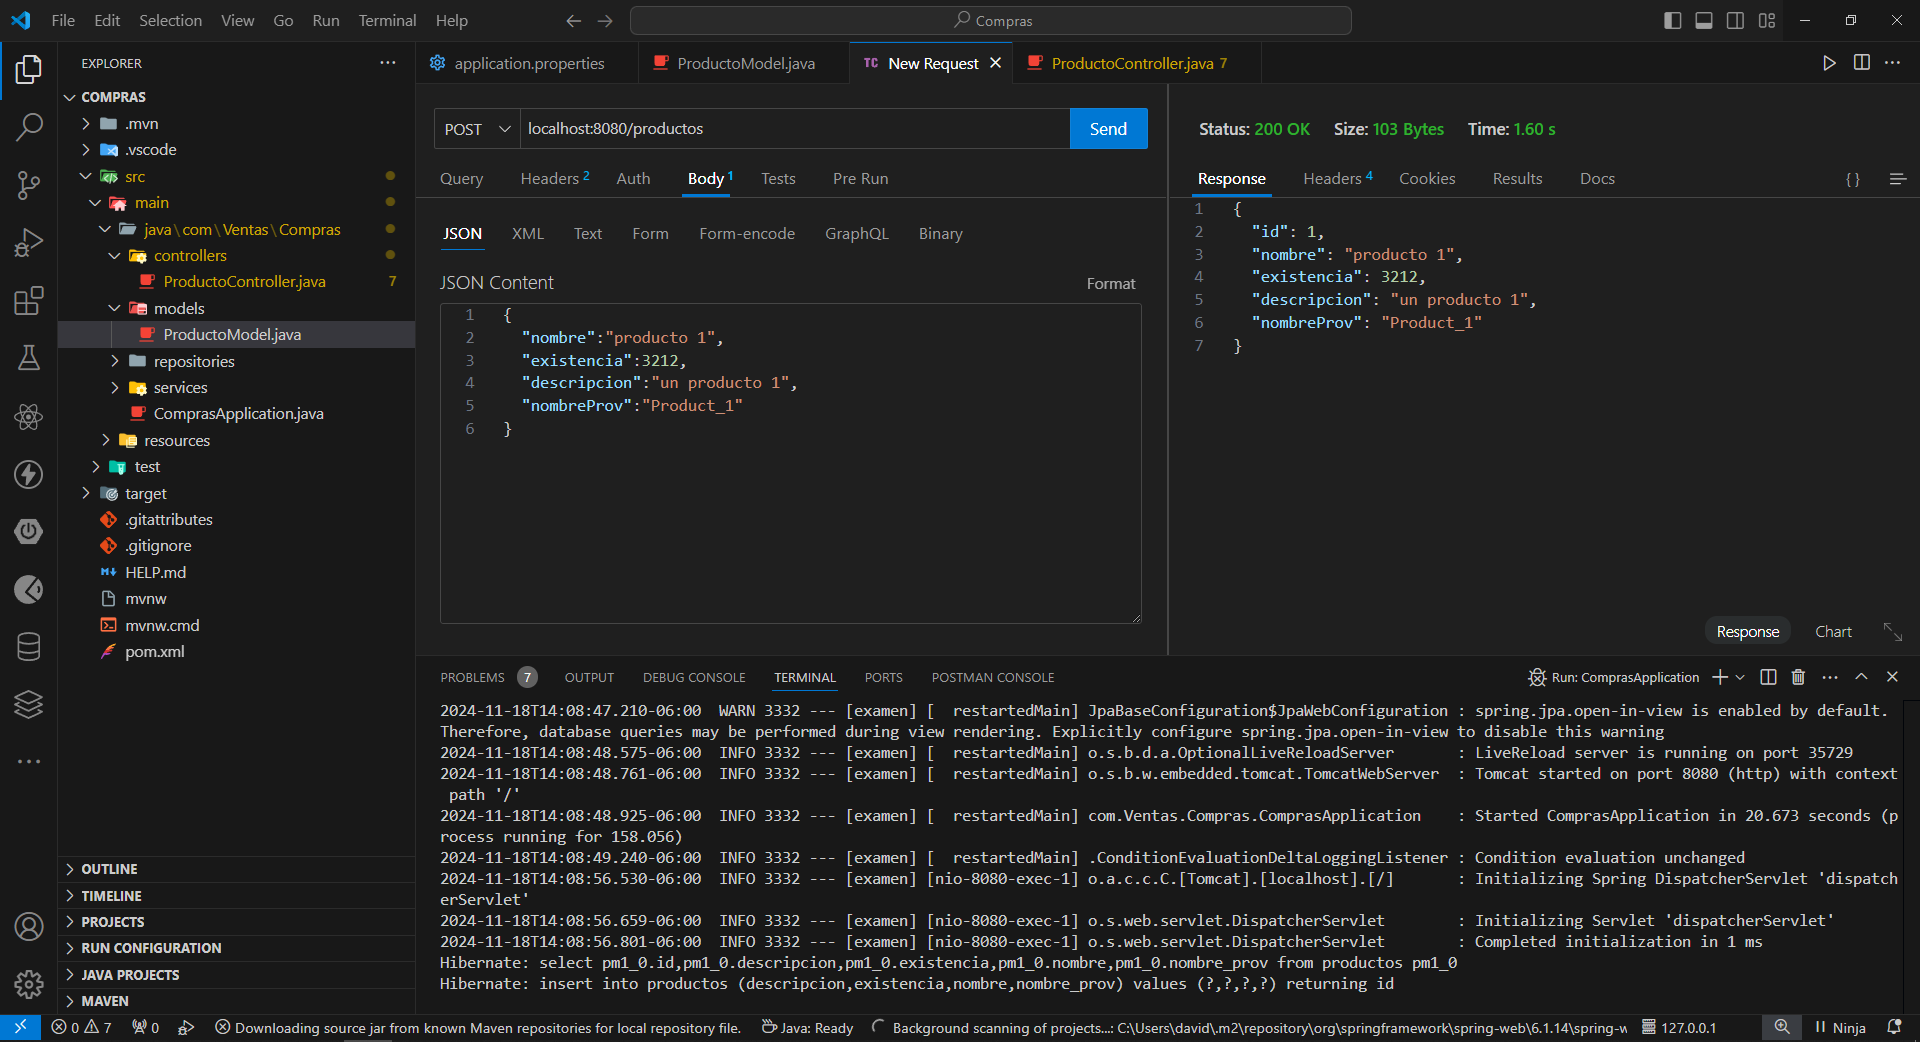 File Edit Selection View Go Run Terminal Help
Compras
EXPLORER
COMPRAS
.mvn
.vscode
src
main
java\com\Ventas\Compras
controllers
ProductoController.java 7
models
ProductoModel.java
repositories
services
ComprasApplication.java
resources
test
target
.gitattributes
.gitignore
HELP.md
mvnw
mvnw.cmd
pom.xml
OUTLINE
TIMELINE
PROJECTS
RUN CONFIGURATION
JAVA PROJECTS
MAVEN
application.properties
ProductoModel.java
TC New Request
ProductoController.java 7
POST localhost:8080/productos Send
Query Headers 2 Auth Body 1 Tests Pre Run
JSON XML Text Form Form-encode GraphQL Binary
JSON Content Format
1 {
2 "nombre":"producto 1",
3 "existencia":3212,
4 "descripcion":"un producto 1",
5 "nombreProv":"Product_1"
6 }
Status: 200 OK Size: 103 Bytes Time: 1.60 s
Response Headers 4 Cookies Results Docs { }
1 {
2 "id": 1,
3 "nombre": "producto 1",
4 "existencia": 3212,
5 "descripcion": "un producto 1",
6 "nombreProv": "Product_1"
7 }
Response Chart
PROBLEMS 7 OUTPUT DEBUG CONSOLE TERMINAL PORTS POSTMAN CONSOLE
Run: ComprasApplication
2024-11-18T14:08:47.210-06:00 WARN 3332 --- [examen] [ restartedMain] JpaBaseConfiguration$JpaWebConfiguration : spring.jpa.open-in-view is enabled by default.
Therefore, database queries may be performed during view rendering. Explicitly configure spring.jpa.open-in-view to disable this warning
2024-11-18T14:08:48.575-06:00 INFO 3332 --- [examen] [ restartedMain] o.s.b.d.a.OptionalLiveReloadServer : LiveReload server is running on port 35729
2024-11-18T14:08:48.761-06:00 INFO 3332 --- [examen] [ restartedMain] o.s.b.w.embedded.tomcat.TomcatWebServer : Tomcat started on port 8080 (http) with context
path '/'
2024-11-18T14:08:48.925-06:00 INFO 3332 --- [examen] [ restartedMain] com.Ventas.Compras.ComprasApplication : Started ComprasApplication in 20.673 seconds (p
rocess running for 158.056)
2024-11-18T14:08:49.240-06:00 INFO 3332 --- [examen] [ restartedMain] .ConditionEvaluationDeltaLoggingListener : Condition evaluation unchanged
2024-11-18T14:08:56.530-06:00 INFO 3332 --- [examen] [nio-8080-exec-1] o.a.c.c.C.[Tomcat].[localhost].[/] : Initializing Spring DispatcherServlet 'dispatch
erServlet'
2024-11-18T14:08:56.659-06:00 INFO 3332 --- [examen] [nio-8080-exec-1] o.s.web.servlet.DispatcherServlet : Initializing Servlet 'dispatcherServlet'
2024-11-18T14:08:56.801-06:00 INFO 3332 --- [examen] [nio-8080-exec-1] o.s.web.servlet.DispatcherServlet : Completed initialization in 1 ms
Hibernate: select pm1_0.id,pm1_0.descripcion,pm1_0.existencia,pm1_0.nombre,pm1_0.nombre_prov from productos pm1_0
Hibernate: insert into productos (descripcion,existencia,nombre,nombre_prov) values (?,?,?,?) returning id
0 7 0 Downloading source jar from known Maven repositories for local repository file. Java: Ready Background scanning of projects...: C:\Users\david\.m2\repository\org\springframework\spring-web\6.1.14\spring-w 127.0.0.1 Ninja